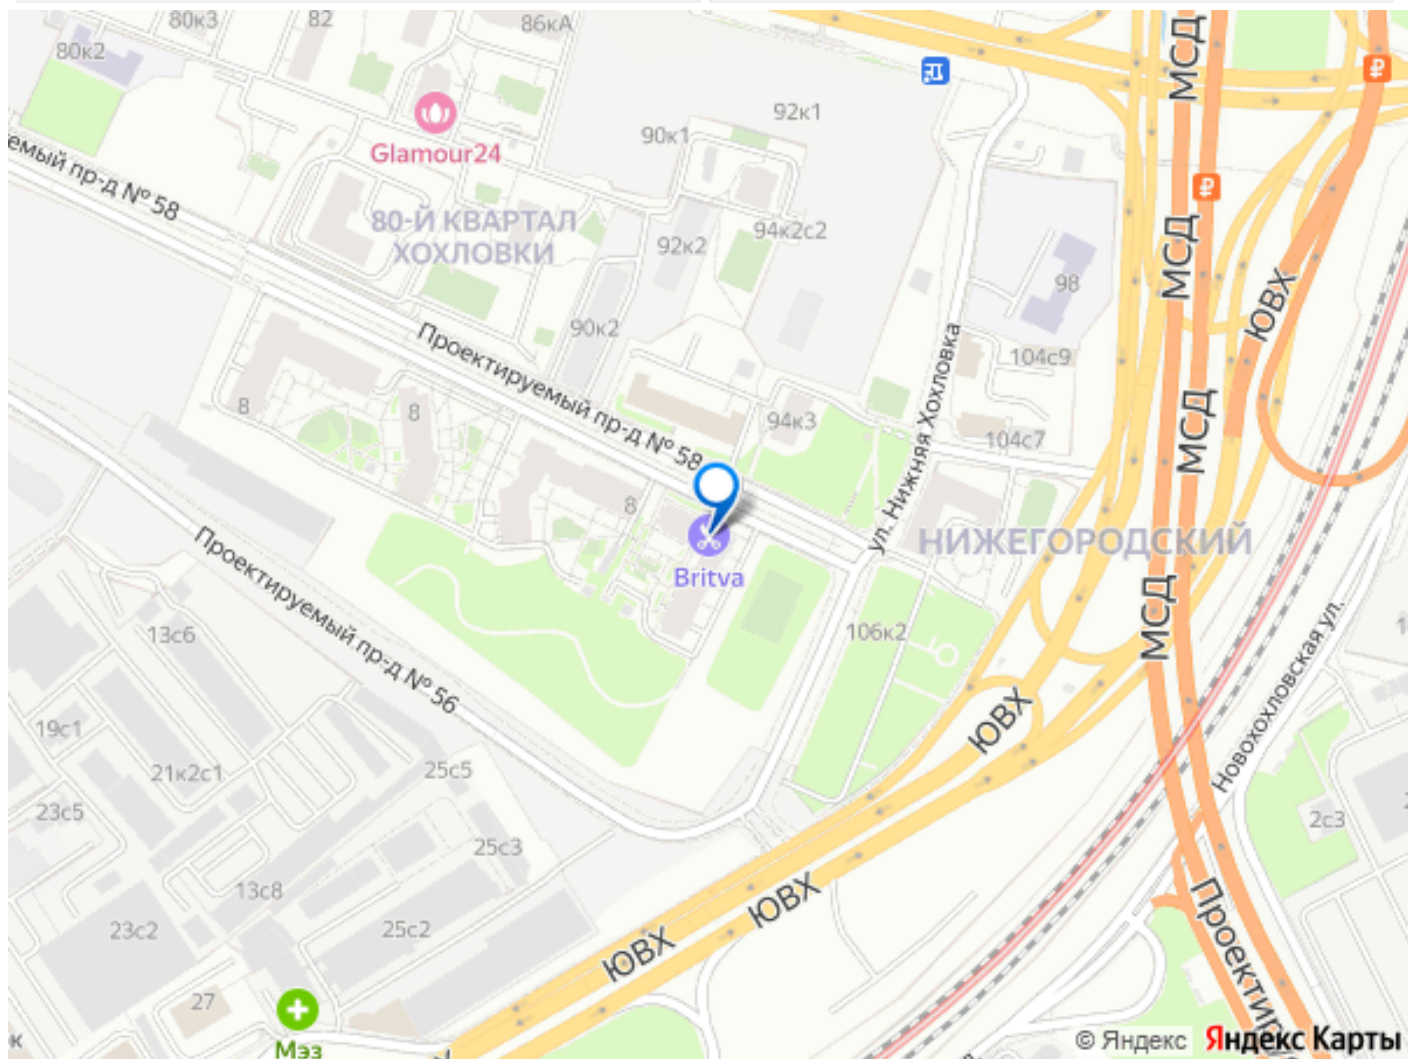 80к3
82
86кА
80к2
МСД
92к1
90к1
Glamour24
емый пр-д № 58
80-Й КВАРТАЛ
ХОХЛОВКИ
92к2
94к2с2
МСД
98
ЮВХ
90к2
Проектируемый пр-д № 58
ул. Нижняя Хохловка
104с9
8
8
94к3
104с7
МСД
8
НИЖЕГОРОДСКИЙ
Britva
Проектируемый пр-д № 56
МСД
13с6
106к2
Новохохловская ул.
19с1
ЮВХ
21к2с1
25с5
23с5
2с3
25с3
13с8
ЮВХ
Проектир
23с2
25с2
ЮВХ
27
ок
Мэз
© Яндекс Яндекс Карты